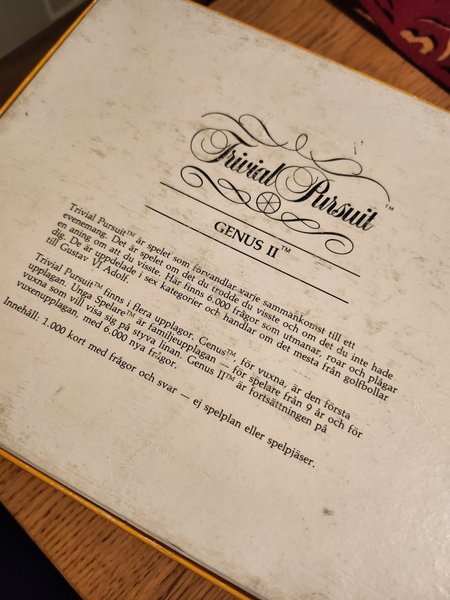 Trivial Pursuit™
GENUS II™
Trivial Pursuit™ är spelet som förvandlar varje sammankomst till ett
evenemang. Det är spelet om det du trodde du visste och om det du inte hade
en aning om att du visste. Här finns 6.000 frågor som utmanar, roar och plågar
dig. De är uppdelade i sex kategorier och handlar om det mesta från golfbollar
till Gustav VI Adolf.
Trivial Pursuit™ finns i flera upplagor. Genus™, för vuxna, är den första
upplagan. Unga Spelare™ är familjeupplagan — för spelare från 9 år och för
vuxna som vill visa sig på styva linan. Genus II™ är fortsättningen på
vuxenupplagan, med 6.000 nya frågor.
Innehåll: 1.000 kort med frågor och svar — ej spelplan eller spelpjäser.